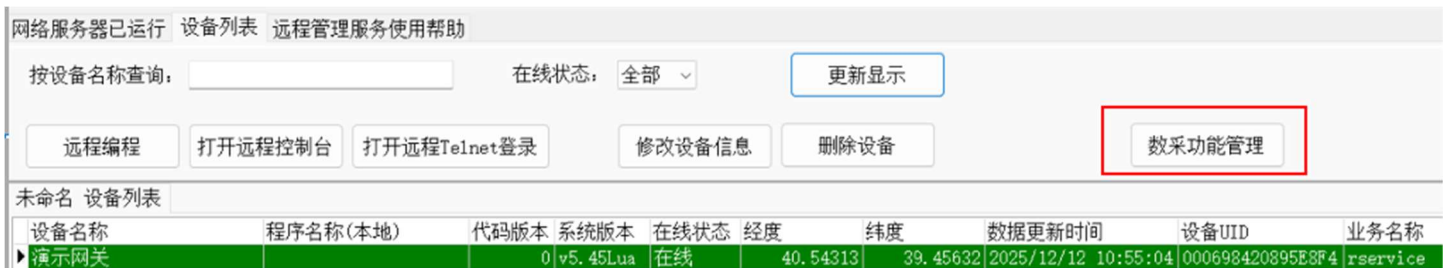 网络服务器已运行 设备列表 远程管理服务使用帮助
按设备名称查询: 在线状态: 全部 更新显示
远程编程 打开远程控制台 打开远程Telnet登录 修改设备信息 删除设备 数采功能管理
未命名 设备列表
设备名称 程序名称(本地) 代码版本 系统版本 在线状态 经度 纬度 数据更新时间 设备UID 业务名称
演示网关 0 v5.45Lua 在线 40.54313 39.45632 2025/12/12 10:55:04 000698420895E8F4 rservice